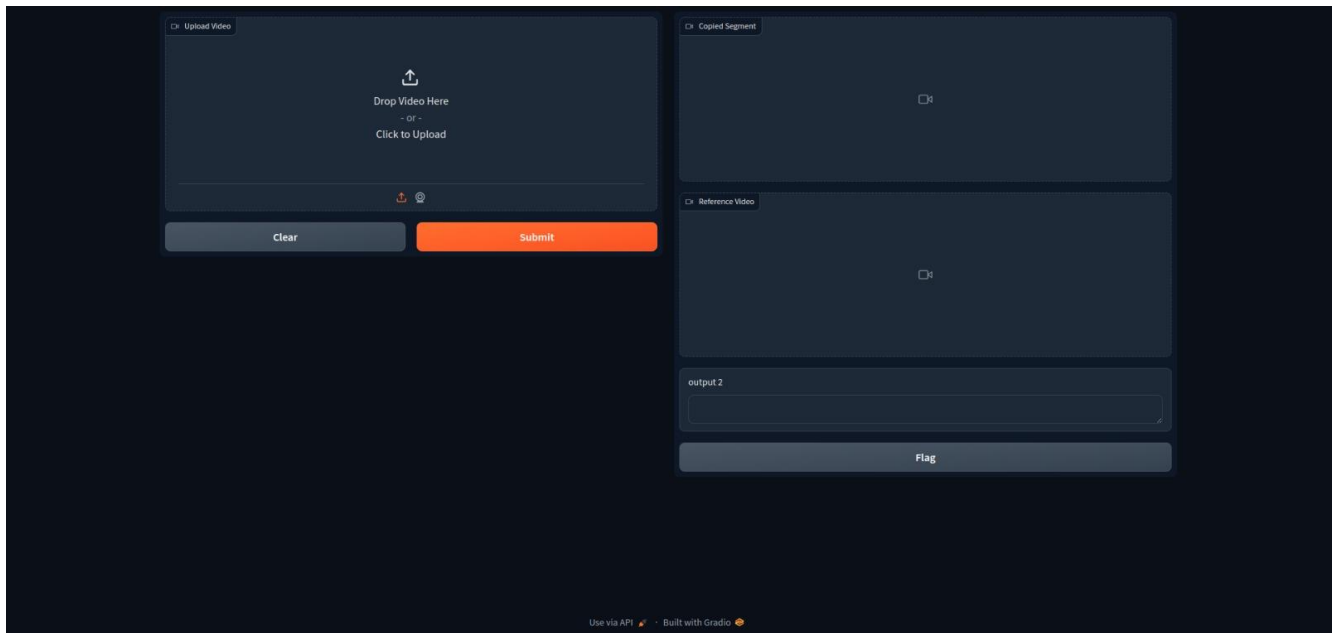 Upload Video
Drop Video Here
- or -
Click to Upload
Clear
Submit
Copied Segment
Reference Video
output 2
Flag
Use via API · Built with Gradio